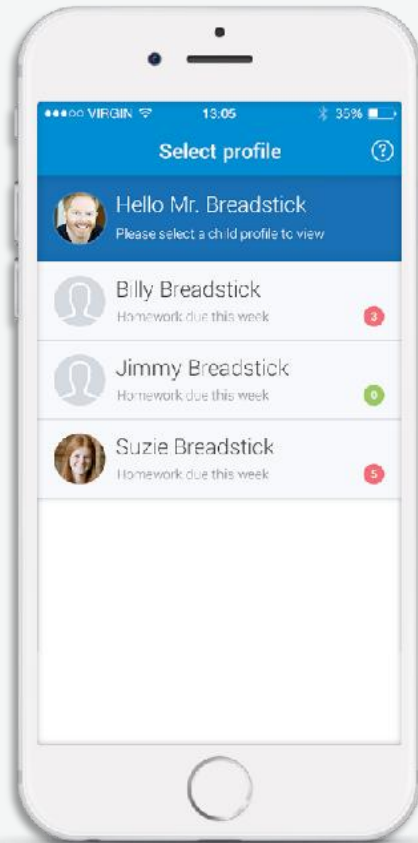 VIRGIN 13:05 35%
Select profile ?
Hello Mr. Breadstick
Please select a child profile to view
Billy Breadstick
Homework due this week 3
Jimmy Breadstick
Homework due this week 0
Suzie Breadstick
Homework due this week 5